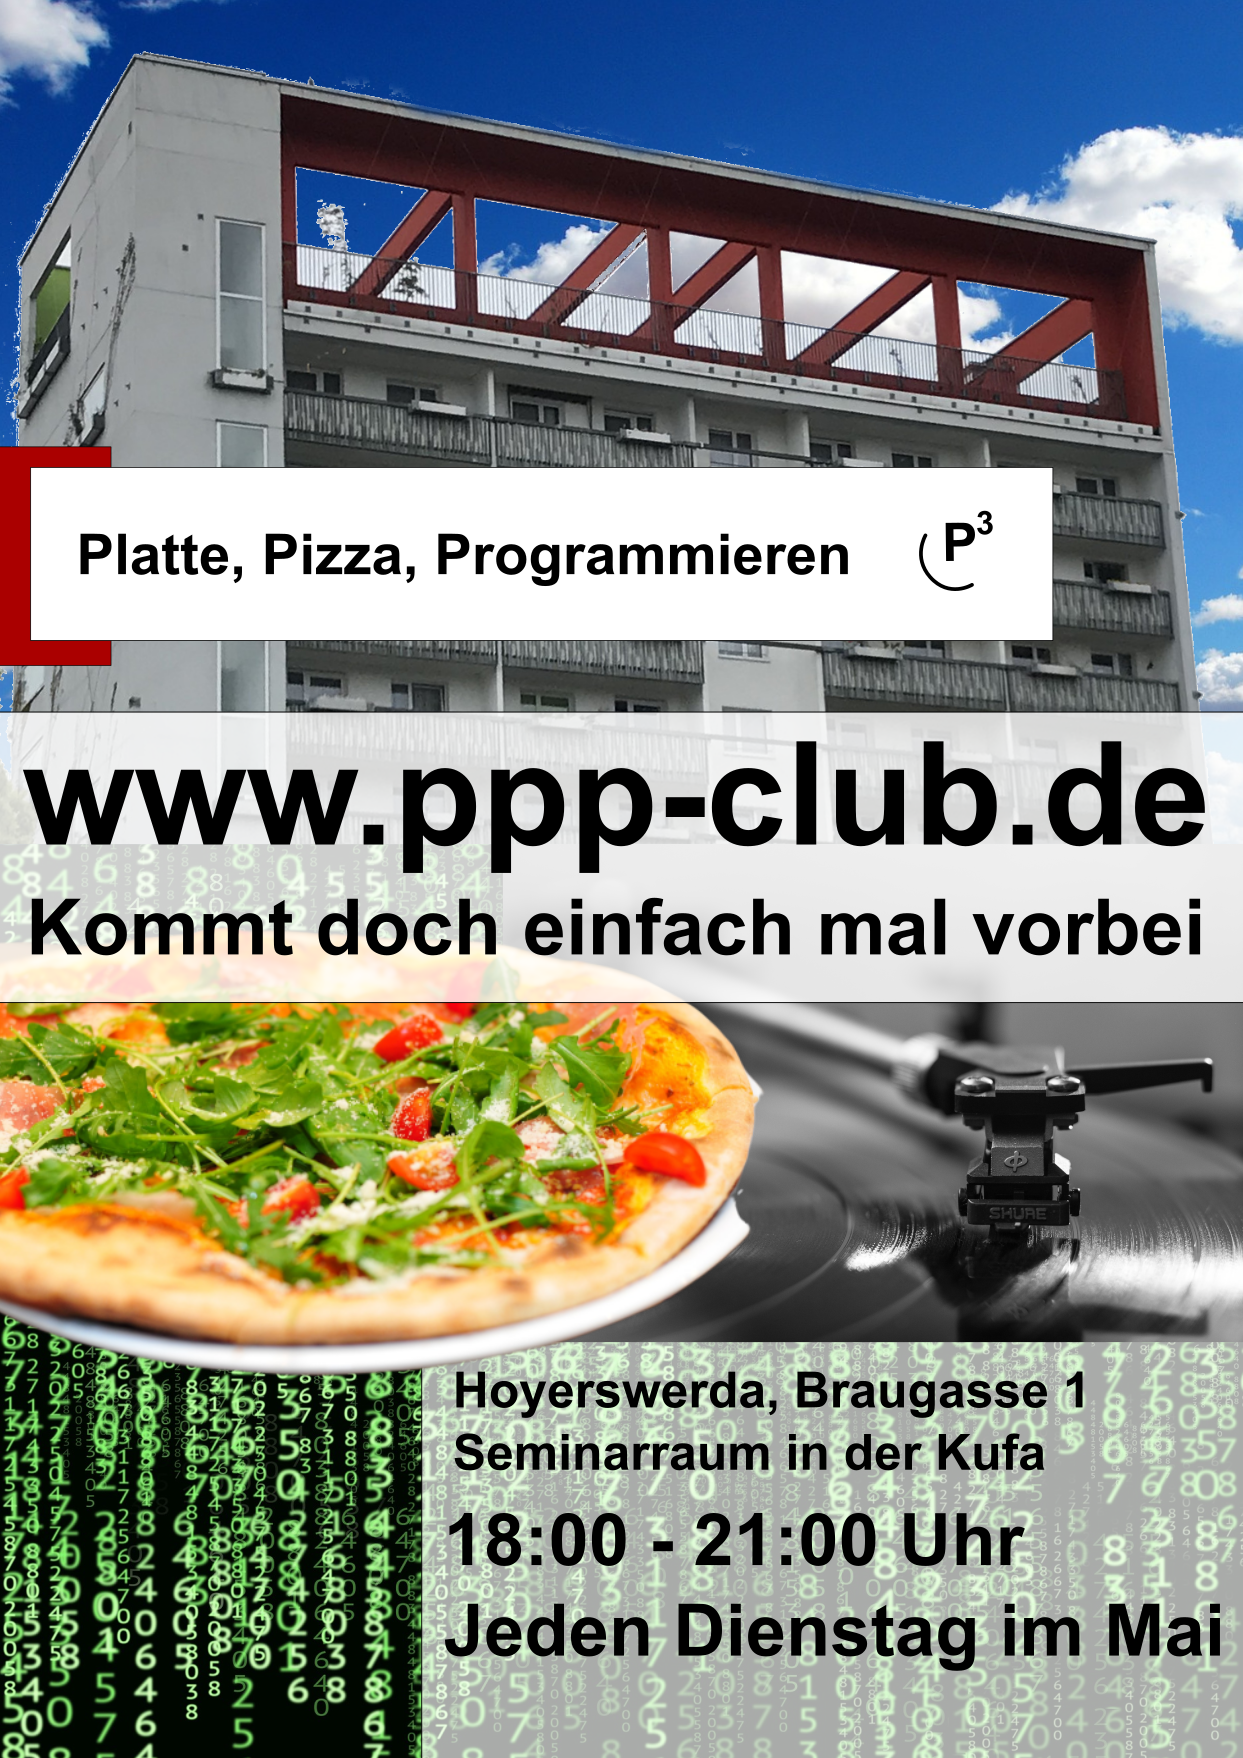 Platte, Pizza, Programmieren
P³
www.ppp-club.de
Kommt doch einfach mal vorbei
SHURE
Hoyerswerda, Braugasse 1
Seminarraum in der Kufa
18:00 - 21:00 Uhr
Jeden Dienstag im Mai